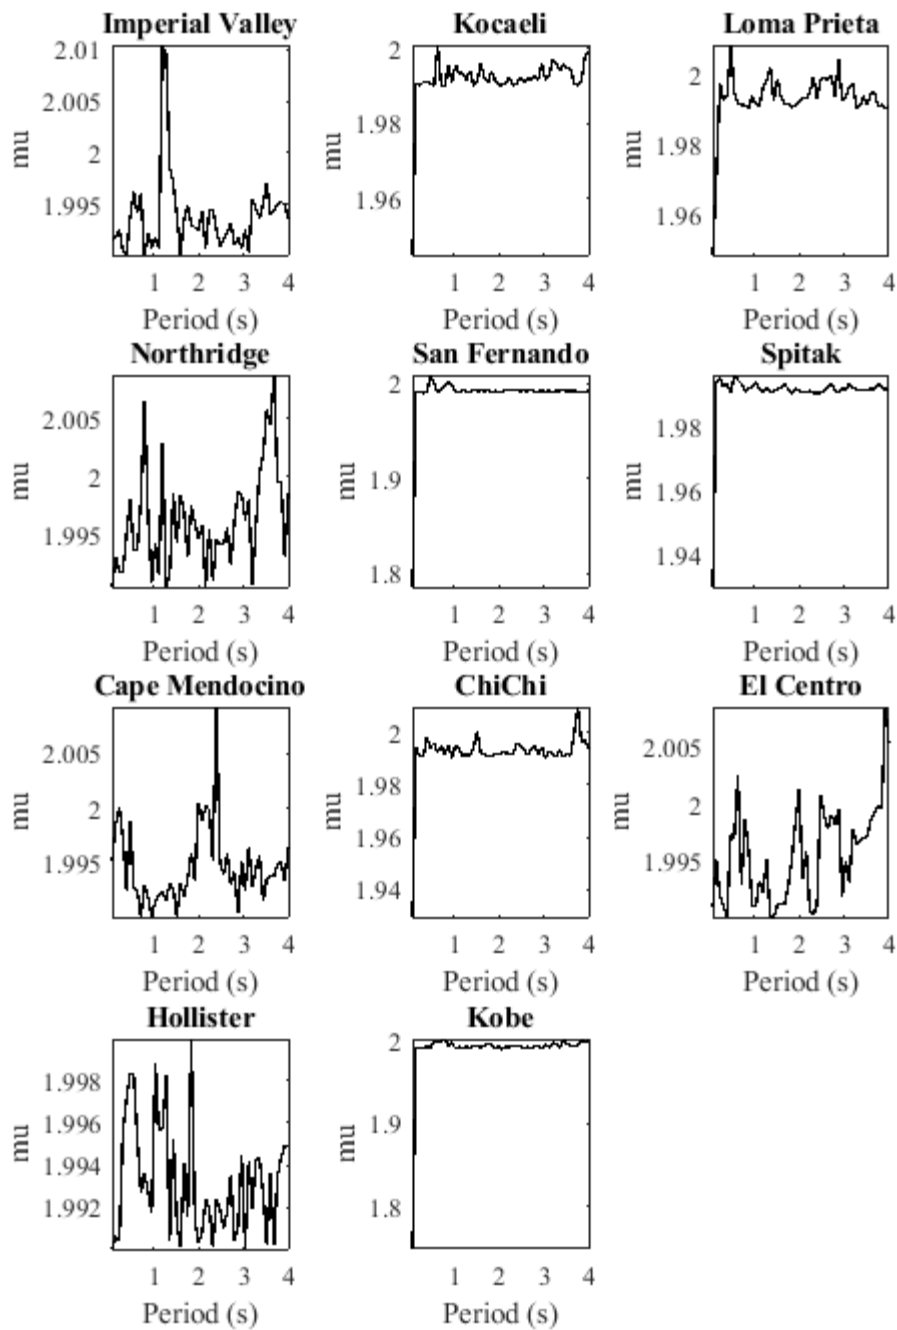 Imperial Valley Kocaeli Loma Prieta
mu
2.01
2.005
2
1.995
1 2 3 4
Period (s)
mu
2
1.98
1.96
1 2 3 4
Period (s)
mu
2
1.98
1.96
1 2 3 4
Period (s)
Northridge San Fernando Spitak
mu
2.005
2
1.995
1 2 3 4
Period (s)
mu
2
1.9
1.8
1 2 3 4
Period (s)
mu
1.98
1.96
1.94
1 2 3 4
Period (s)
Cape Mendocino ChiChi El Centro
mu
2.005
2
1.995
1 2 3 4
Period (s)
mu
2
1.98
1.96
1.94
1 2 3 4
Period (s)
mu
2.005
2
1.995
1 2 3 4
Period (s)
Hollister Kobe
mu
1.998
1.996
1.994
1.992
1 2 3 4
Period (s)
mu
2
1.9
1.8
1 2 3 4
Period (s)